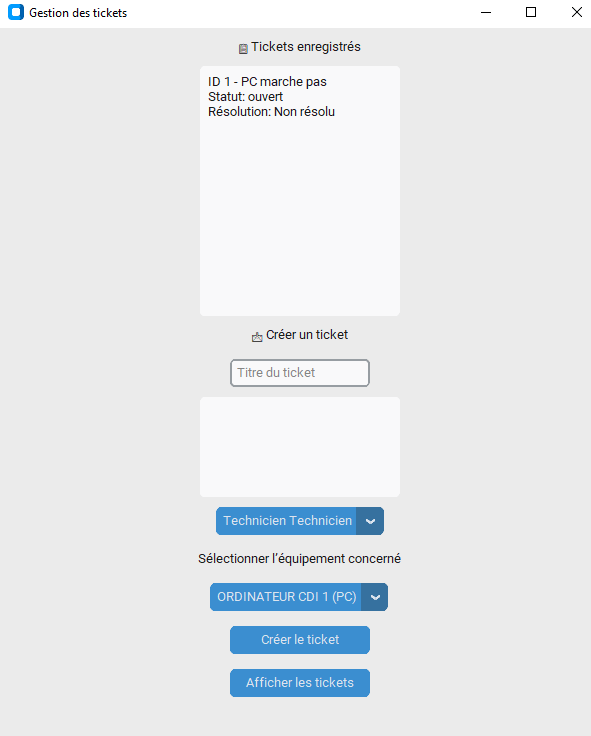 Gestion des tickets
Tickets enregistrés
ID 1 - PC marche pas
Statut: ouvert
Résolution: Non résolu
Créer un ticket
Titre du ticket
Technicien Technicien
Sélectionner l'équipement concerné
ORDINATEUR CDI 1 (PC)
Créer le ticket
Afficher les tickets